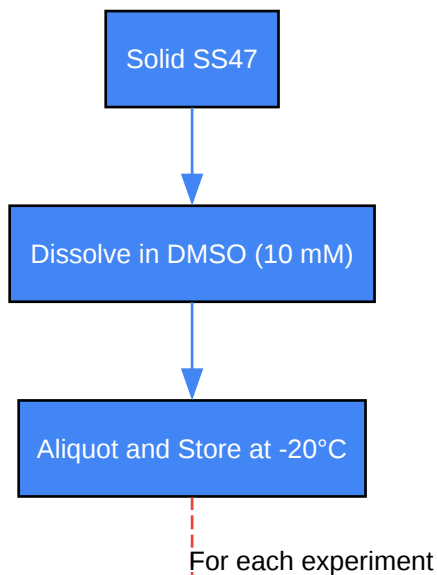 Solid SS47
Dissolve in DMSO (10 mM)
Aliquot and Store at -20°C
For each experiment